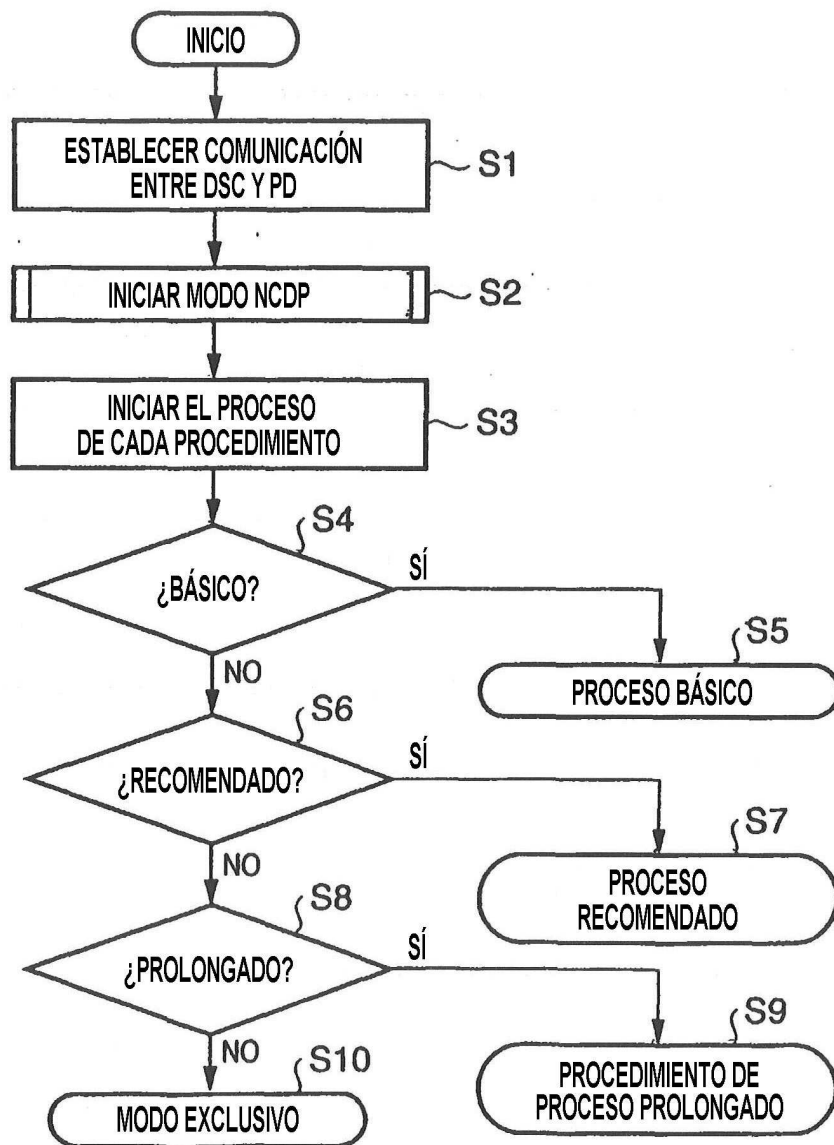 INICIO
ESTABLECER COMUNICACIÓN
ENTRE DSC Y PD
S1
INICIAR MODO NCDP
S2
INICIAR EL PROCESO
DE CADA PROCEDIMIENTO
S3
S4
¿BÁSICO?
SÍ
S5
PROCESO BÁSICO
NO
S6
¿RECOMENDADO?
SÍ
S7
PROCESO
RECOMENDADO
NO
S8
¿PROLONGADO?
SÍ
S9
PROCEDIMIENTO DE
PROCESO PROLONGADO
NO
S10
MODO EXCLUSIVO